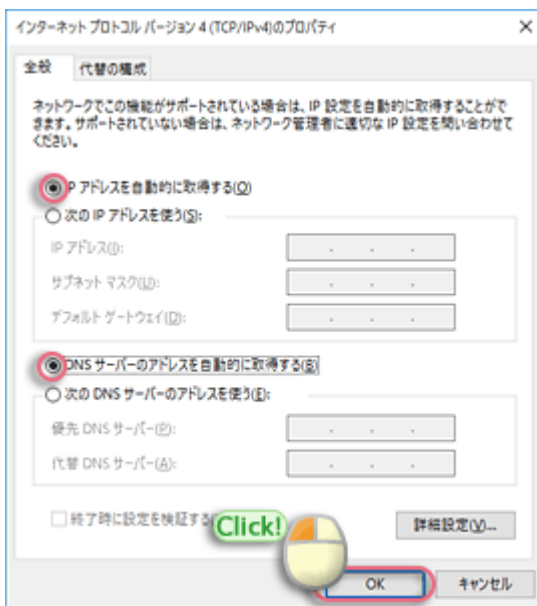 インターネット プロトコル バージョン 4 (TCP/IPv4)のプロパティ
全般 代替の構成
ネットワークでこの機能がサポートされている場合は、IP 設定を自動的に取得することがで
きます。サポートされていない場合は、ネットワーク管理者に適切な IP 設定を問い合わせて
ください。
IP アドレスを自動的に取得する(O)
次の IP アドレスを使う(S):
IP アドレス(I):
サブネット マスク(U):
デフォルト ゲートウェイ(D):
DNS サーバーのアドレスを自動的に取得する(B)
次の DNS サーバーのアドレスを使う(E):
優先 DNS サーバー(P):
代替 DNS サーバー(A):
終了時に設定を検証する
Click!
詳細設定(V)...
OK キャンセル